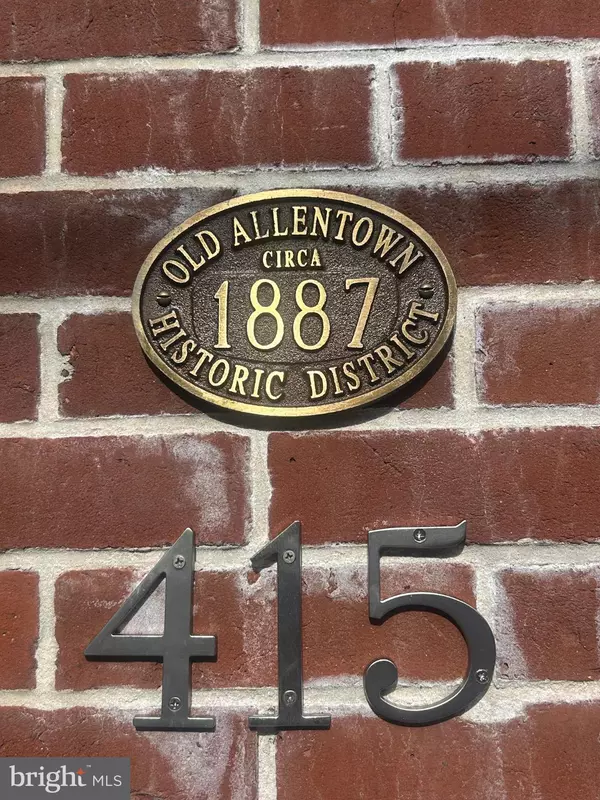 OLD ALLENTOWN
CIRCA
1887
HISTORIC DISTRICT
415
bright MLS